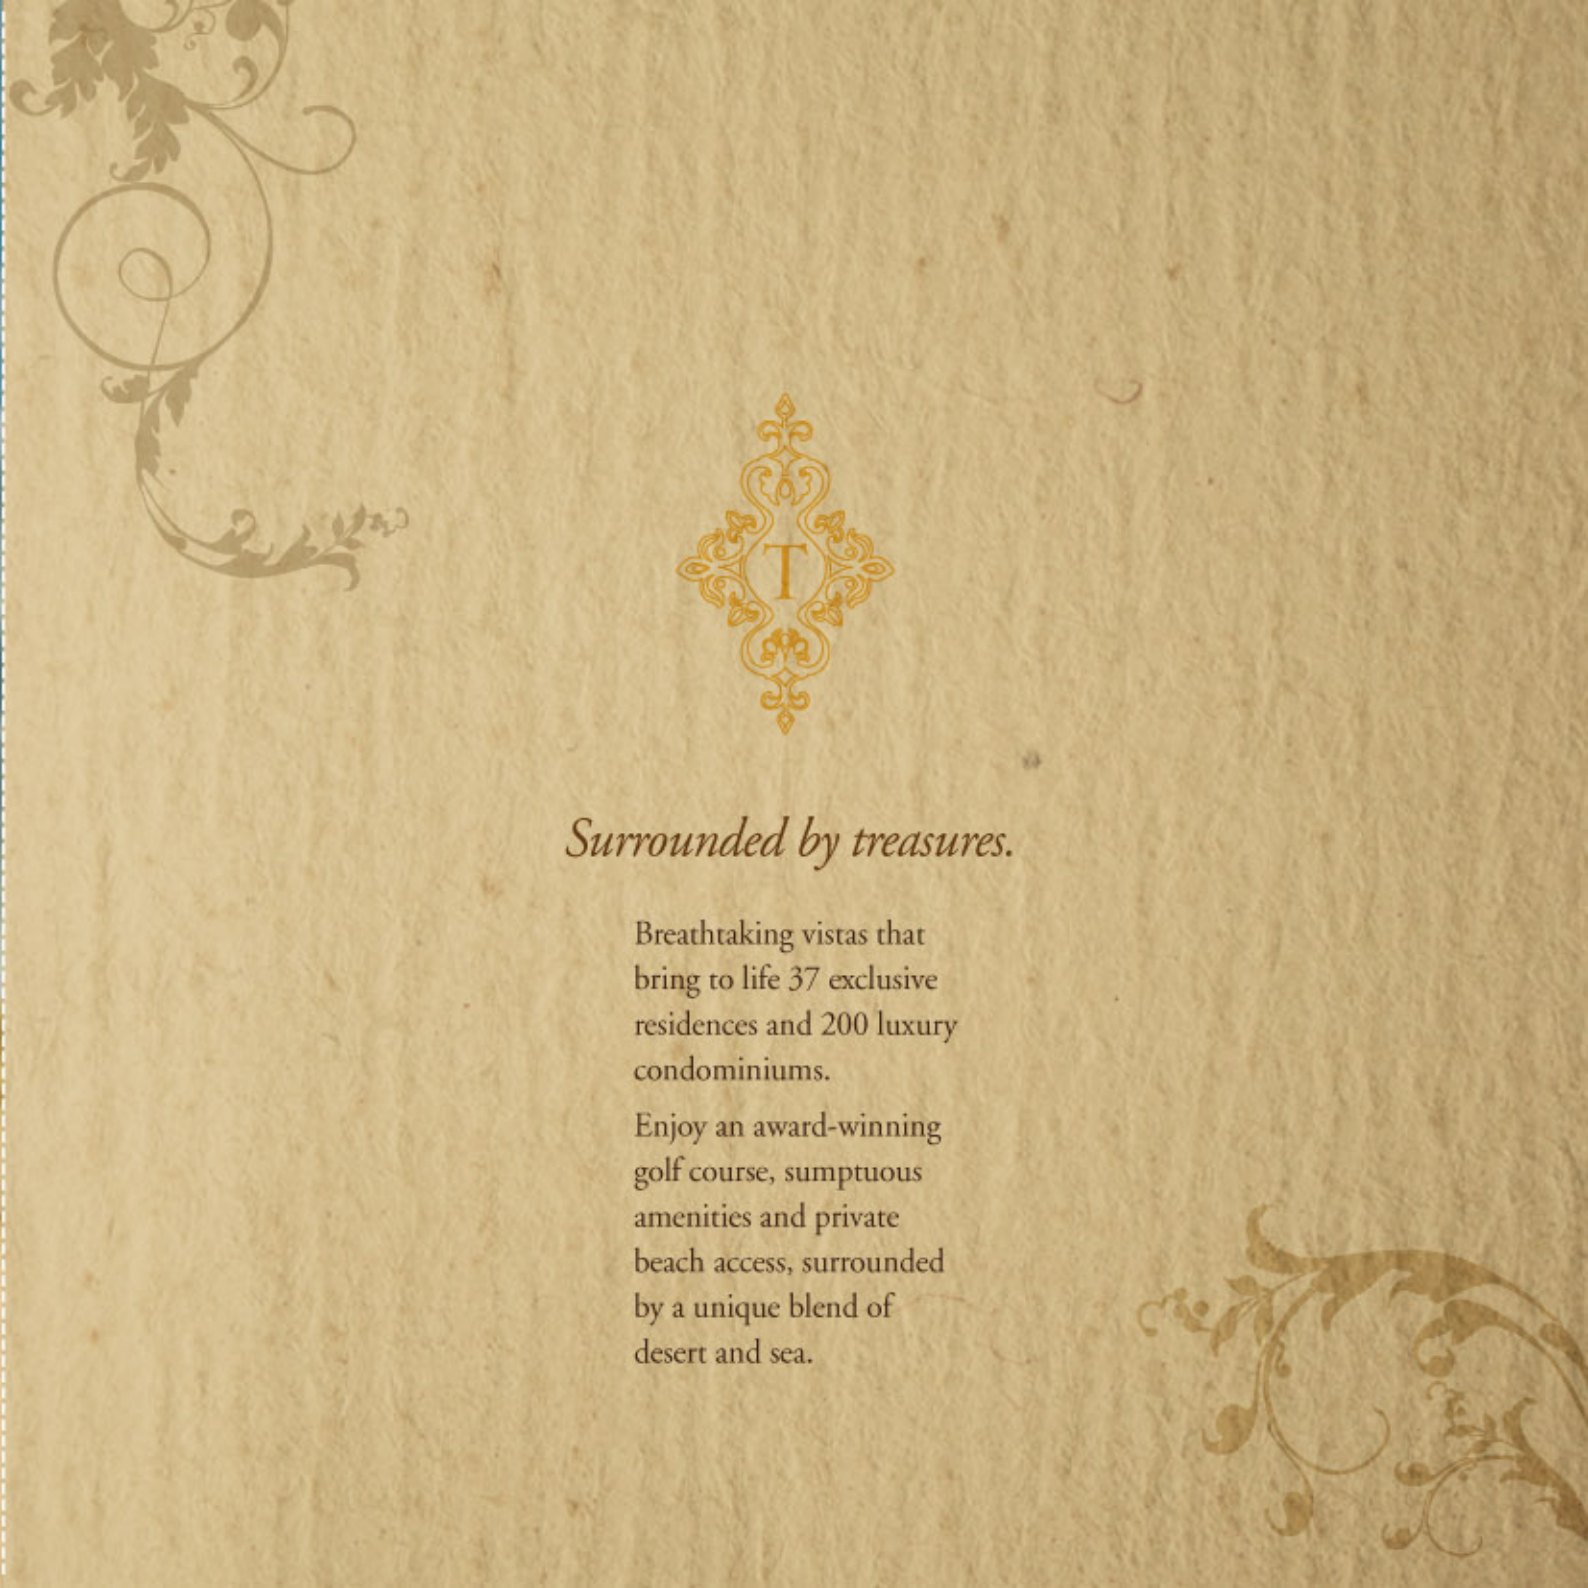 T
Surrounded by treasures.
Breathtaking vistas that
bring to life 37 exclusive
residences and 200 luxury
condominiums.
Enjoy an award-winning
golf course, sumptuous
amenities and private
beach access, surrounded
by a unique blend of
desert and sea.